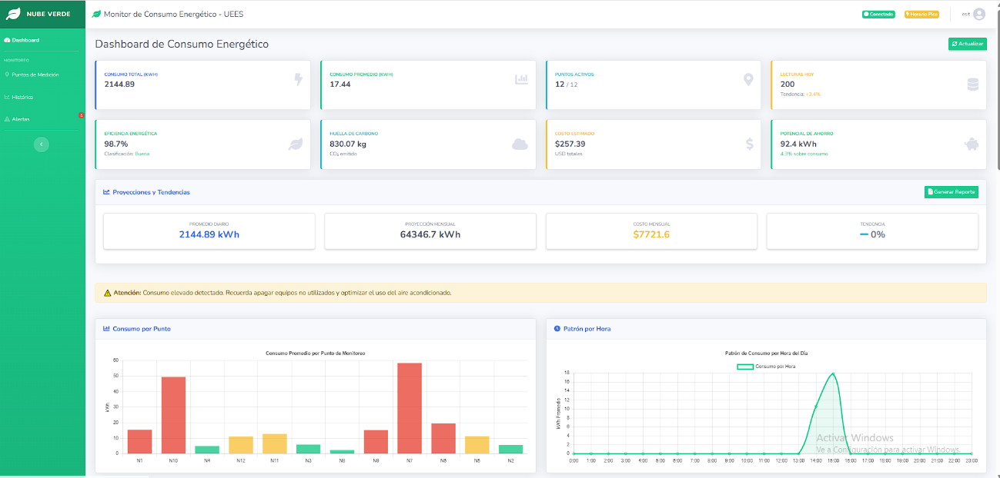 NUBE VERDE
Monitor de Consumo Energético - UEES
Conectado
Horario Pico
Dashboard
MONITOREO
Puntos de Medición
Histórico
Alertas
1
Dashboard de Consumo Energético
Actualizar
CONSUMO TOTAL (KWH)
2144.89
CONSUMO PROMEDIO (KWH)
17.44
PUNTOS ACTIVOS
12 / 12
LECTURAS HOY
200
Tendencia: +3.4%
EFICIENCIA ENERGÉTICA
98.7%
Clasificación: Buena
HUELLA DE CARBONO
830.07 kg
CO₂ emitido
COSTO ESTIMADO
$257.39
USD totales
POTENCIAL DE AHORRO
92.4 kWh
4.3% sobre consumo
Proyecciones y Tendencias
Generar Reporte
PROMEDIO DIARIO
2144.89 kWh
PROYECCIÓN MENSUAL
64346.7 kWh
COSTO MENSUAL
$7721.6
TENDENCIA
0%
Atención: Consumo elevado detectado. Recuerda apagar equipos no utilizados y optimizar el uso del aire acondicionado.
Consumo por Punto
Consumo Promedio por Punto de Monitoreo
kWh
60
50
40
30
20
10
0
N1 N10 N4 N12 N11 N3 N8 N9 N7 N6 N5 N2
Patrón por Hora
Patrón de Consumo por Hora del Día
Consumo por Hora
kWh Promedio
18
16
14
12
10
8
6
4
2
0
0:00 1:00 2:00 3:00 4:00 5:00 6:00 7:00 8:00 9:00 10:00 11:00 12:00 13:00 14:00 15:00 16:00 17:00 18:00 19:00 20:00 21:00 22:00 23:00
Activar Windows
Ve a Configuración para activar Windows.